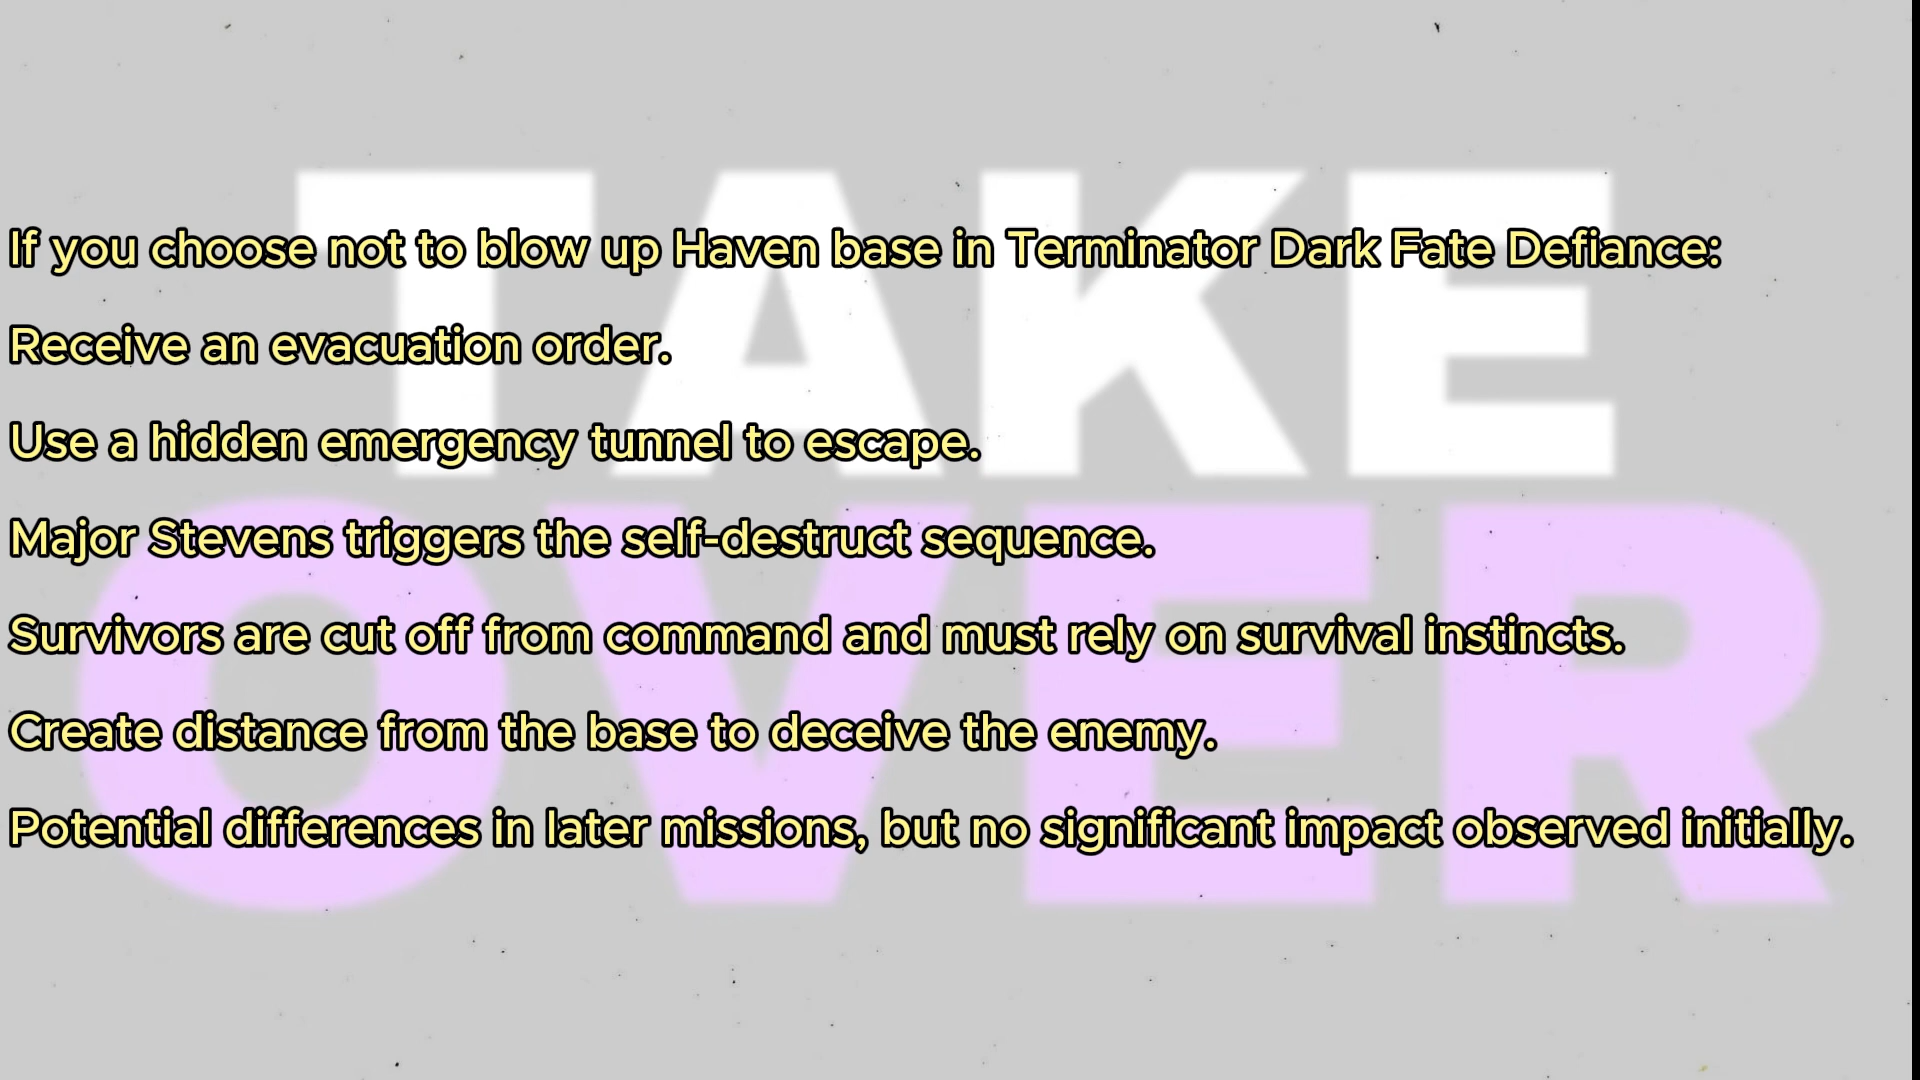 TAKE
OVER
If you choose not to blow up Haven base in Terminator Dark Fate Defiance:
Receive an evacuation order.
Use a hidden emergency tunnel to escape.
Major Stevens triggers the self-destruct sequence.
Survivors are cut off from command and must rely on survival instincts.
Create distance from the base to deceive the enemy.
Potential differences in later missions, but no significant impact observed initially.